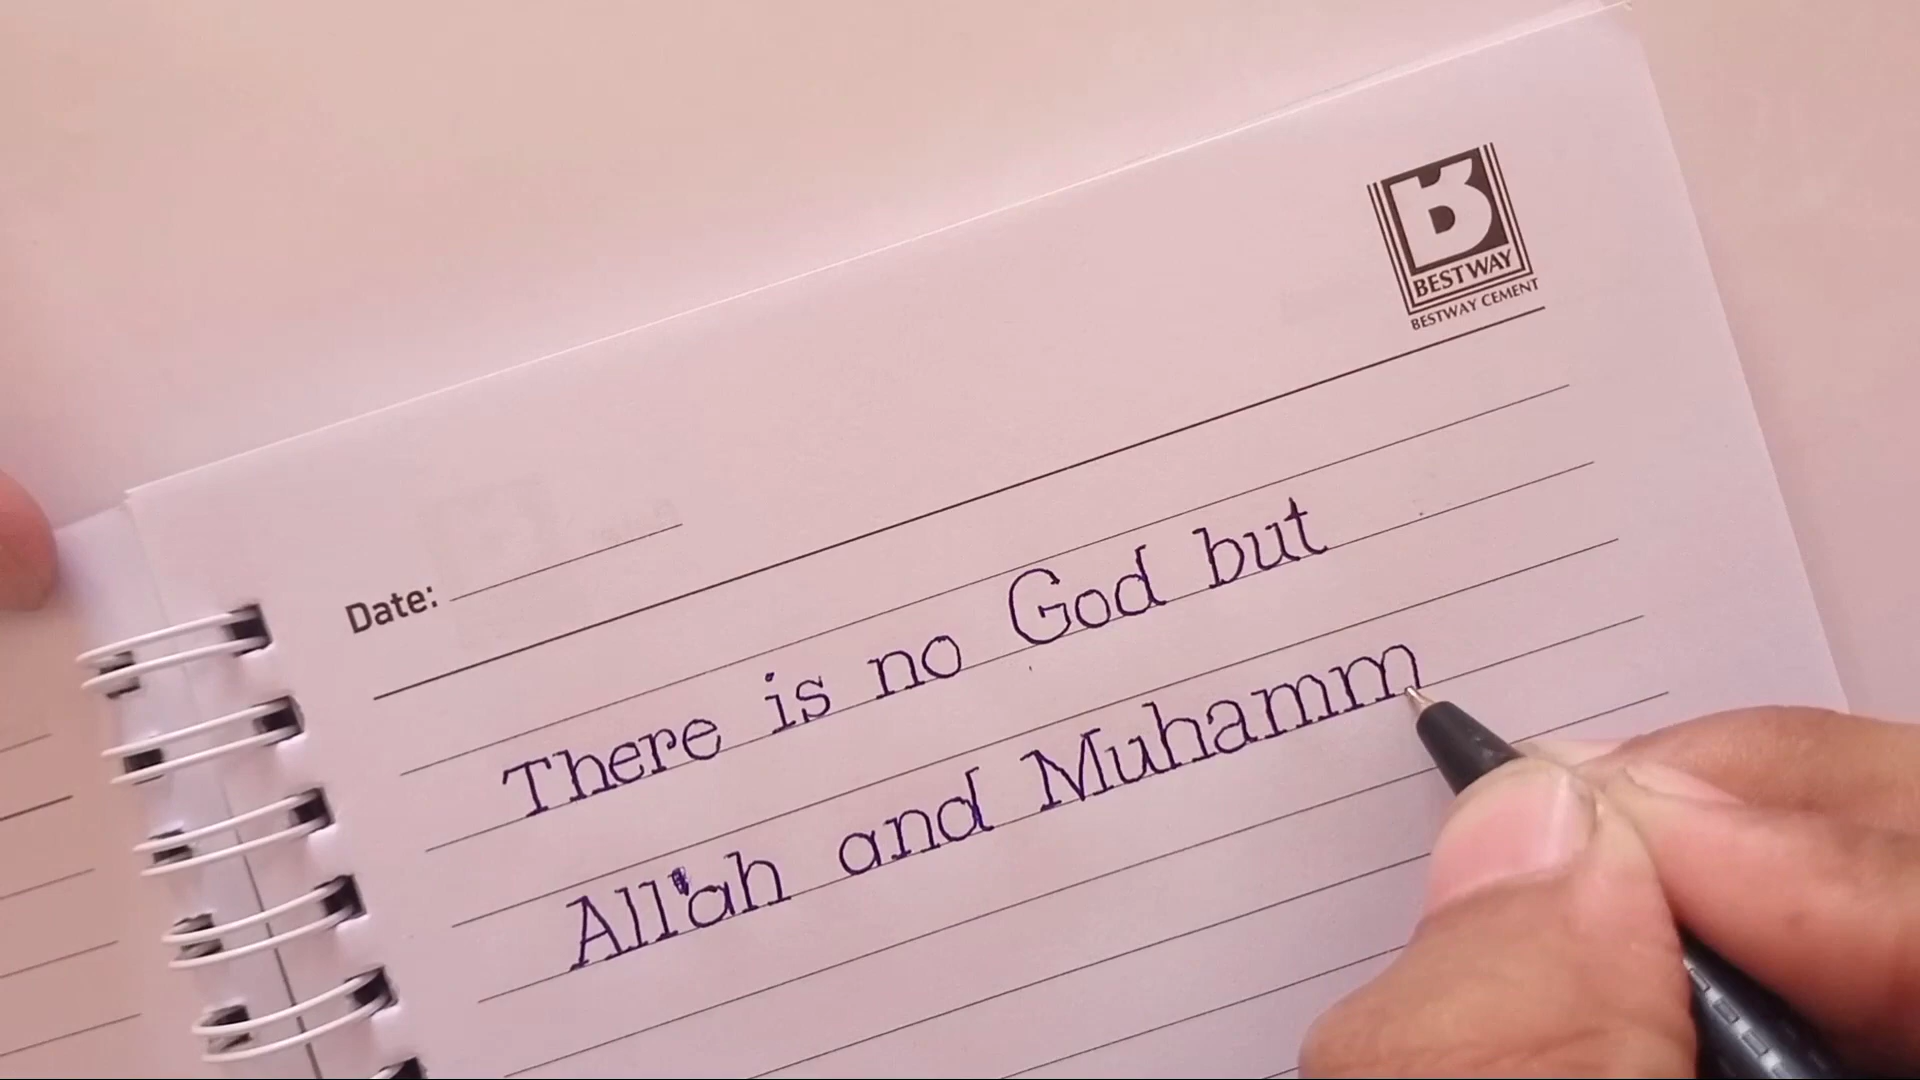 BESTWAY
BESTWAY CEMENT
Date:
There is no God but
Allah and Muhamm